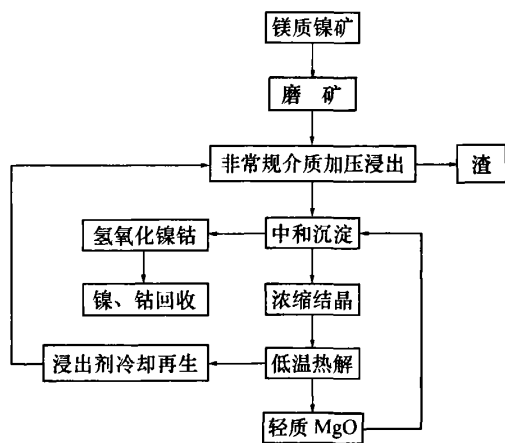 镁质镍矿
磨 矿
非常规介质加压浸出
渣
氢氧化镍钴
中和沉淀
镍、钴回收
浓缩结晶
浸出剂冷却再生
低温热解
轻质 MgO